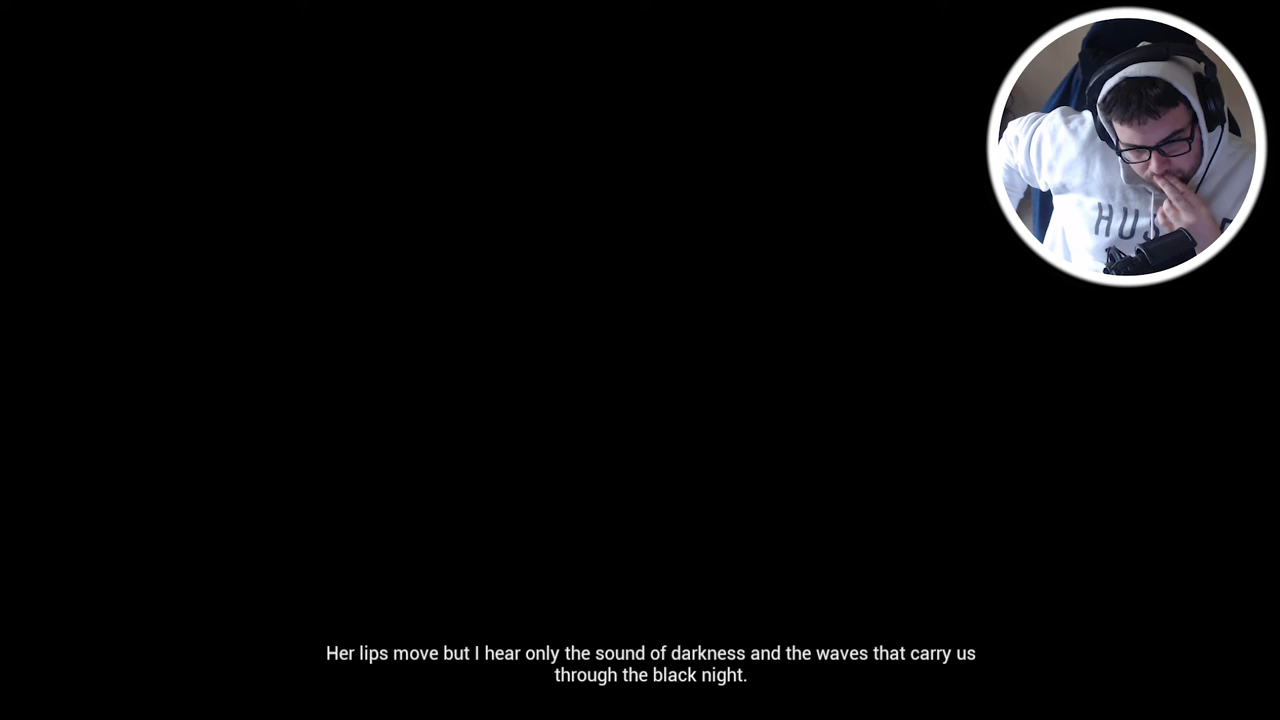 HUS
Her lips move but I hear only the sound of darkness and the waves that carry us
through the black night.